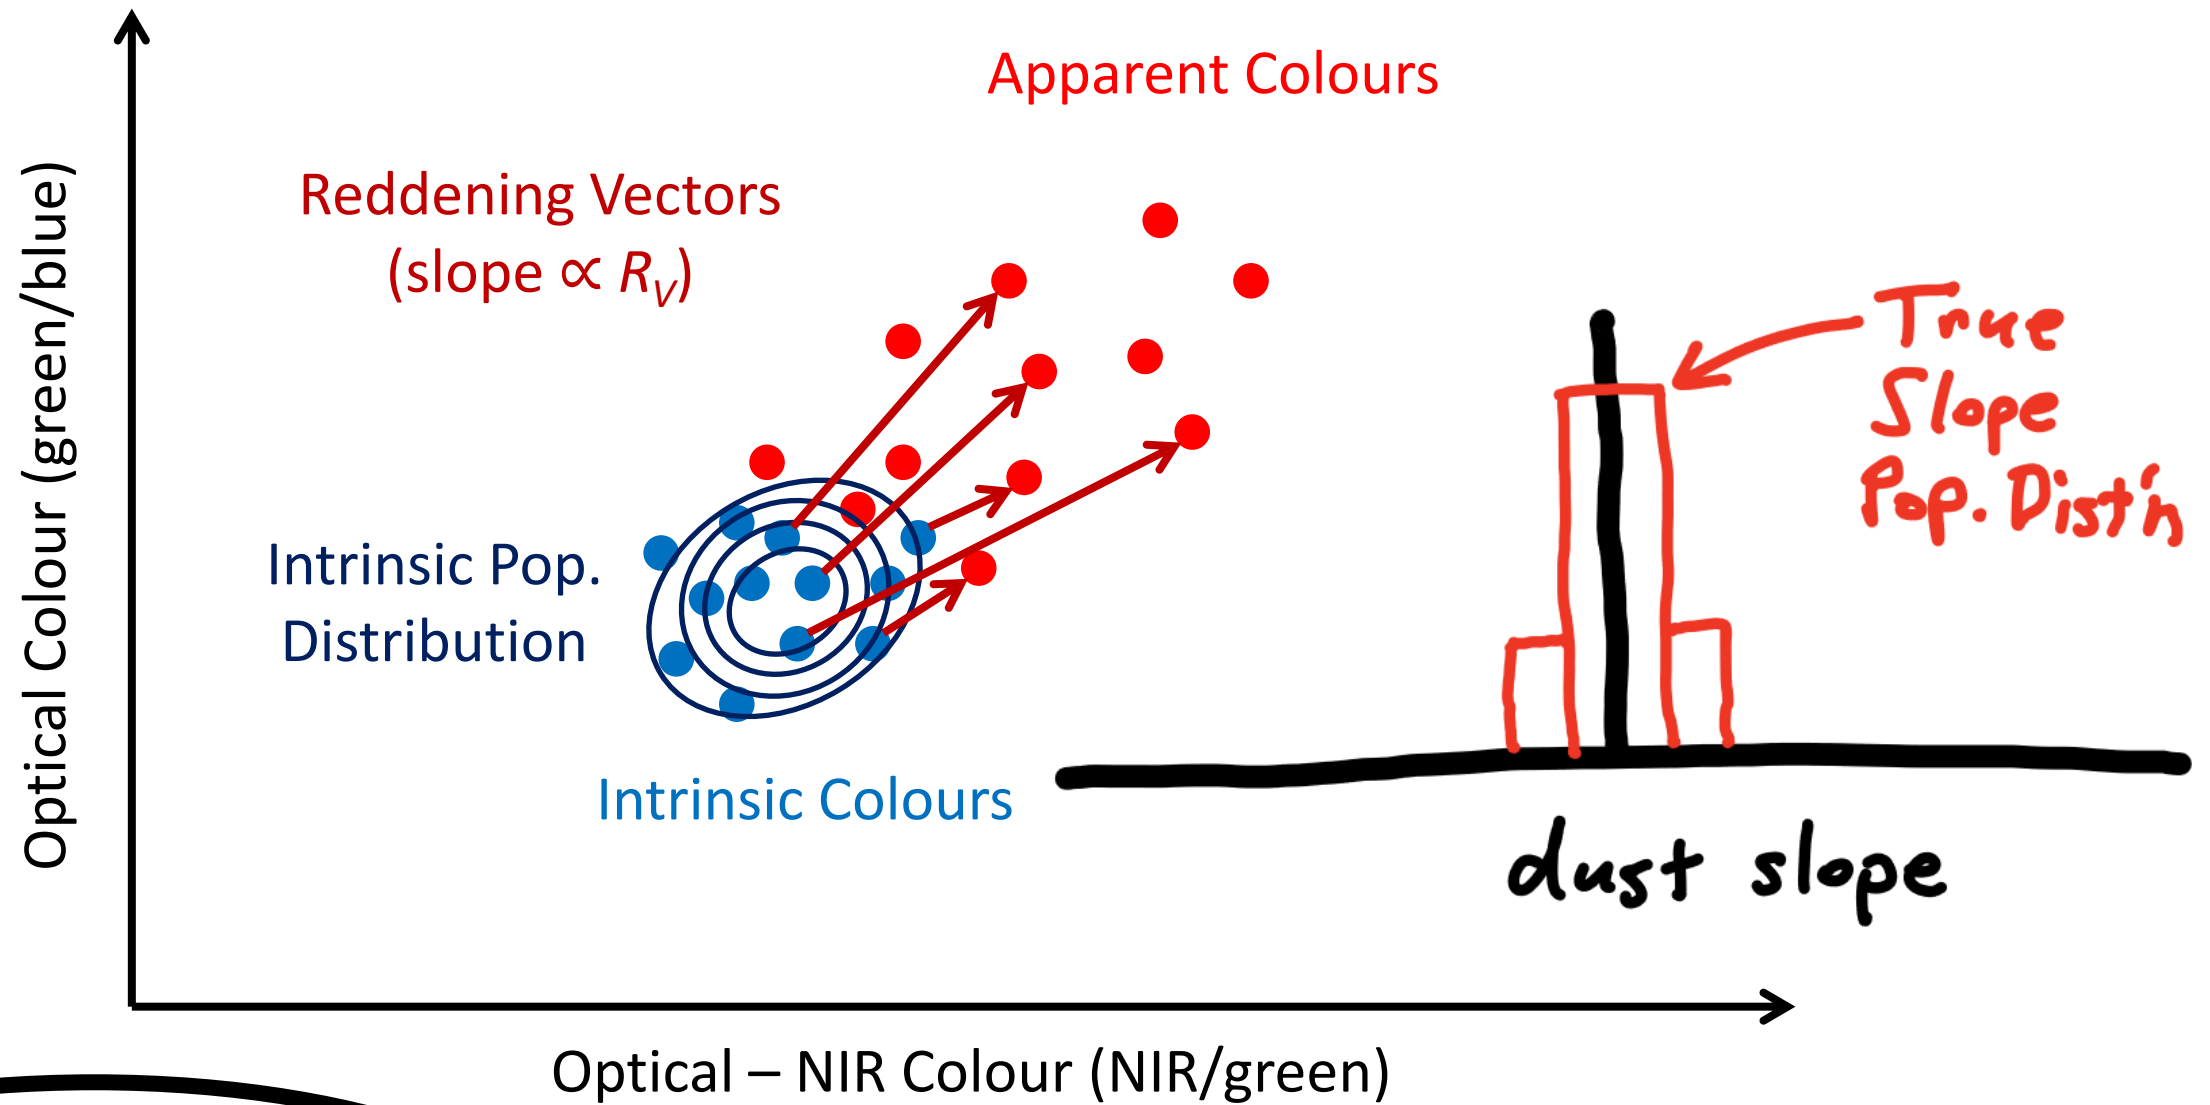 Apparent Colours
Reddening Vectors
(slope ∝ R_V)
True
Slope
Pop. Dist'n
Intrinsic Pop.
Distribution
Intrinsic Colours
dust slope
Optical Colour (green/blue)
Optical – NIR Colour (NIR/green)